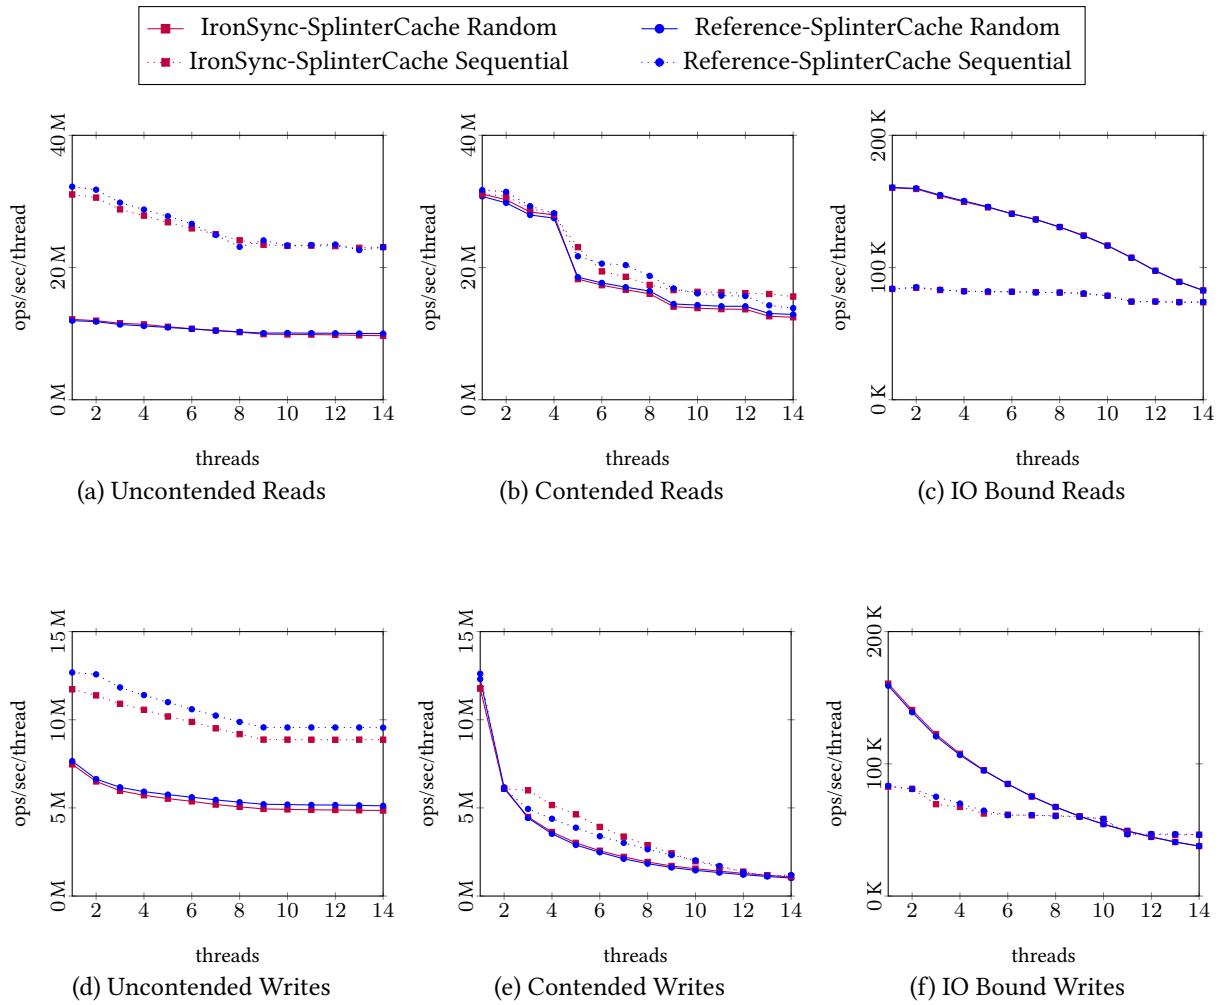 IronSync-SplinterCache Random
Reference-SplinterCache Random
IronSync-SplinterCache Sequential
Reference-SplinterCache Sequential
ops/sec/thread
0 M
20 M
40 M
2 4 6 8 10 12 14
threads
(a) Uncontended Reads
ops/sec/thread
0 M
20 M
40 M
2 4 6 8 10 12 14
threads
(b) Contended Reads
ops/sec/thread
0 K
100 K
200 K
2 4 6 8 10 12 14
threads
(c) IO Bound Reads
ops/sec/thread
0 M
5 M
10 M
15 M
2 4 6 8 10 12 14
threads
(d) Uncontended Writes
ops/sec/thread
0 M
5 M
10 M
15 M
2 4 6 8 10 12 14
threads
(e) Contended Writes
ops/sec/thread
0 K
100 K
200 K
2 4 6 8 10 12 14
threads
(f) IO Bound Writes